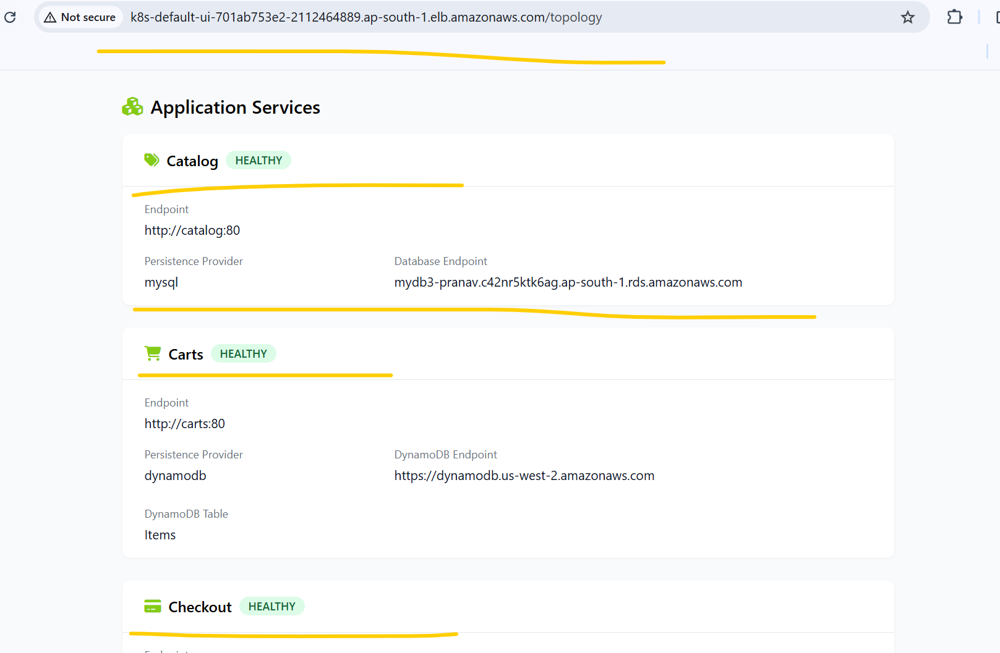 Not secure k8s-default-ui-701ab753e2-2112464889.ap-south-1.elb.amazonaws.com/topology
Application Services
Catalog HEALTHY
Endpoint
http://catalog:80
Persistence Provider Database Endpoint
mysql mydb3-pranav.c42nr5ktk6ag.ap-south-1.rds.amazonaws.com
Carts HEALTHY
Endpoint
http://carts:80
Persistence Provider DynamoDB Endpoint
dynamodb https://dynamodb.us-west-2.amazonaws.com
DynamoDB Table
Items
Checkout HEALTHY